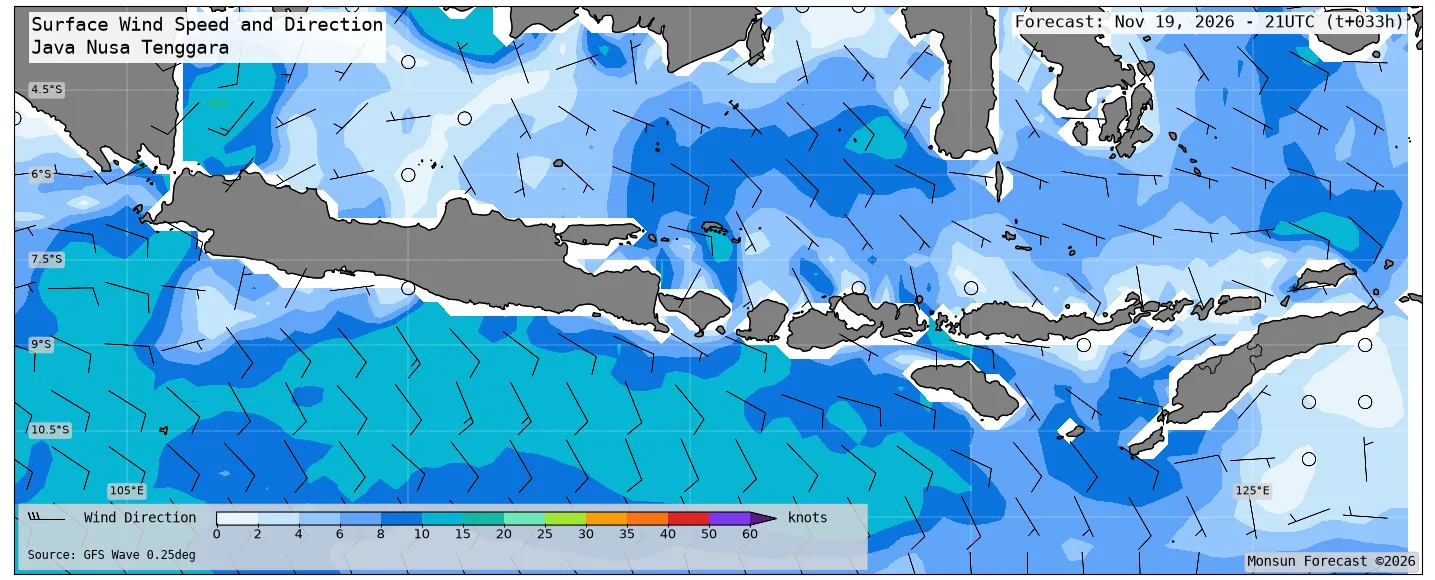 Surface Wind Speed and Direction
Java Nusa Tenggara
Forecast: Nov 19, 2026 - 21UTC (t+033h)
4.5°S
6°S
7.5°S
9°S
10.5°S
105°E
125°E
Wind Direction
0 2 4 6 8 10 15 20 25 30 35 40 50 60
knots
Source: GFS Wave 0.25deg
Monsun Forecast ©2026